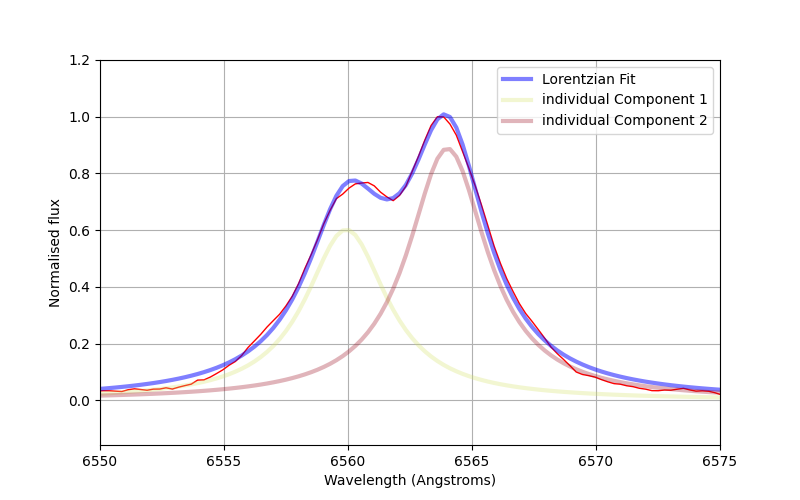 1.2
1.0
0.8
0.6
0.4
0.2
0.0
Normalised flux
Lorentzian Fit
individual Component 1
individual Component 2
6550 6555 6560 6565 6570 6575
Wavelength (Angstroms)